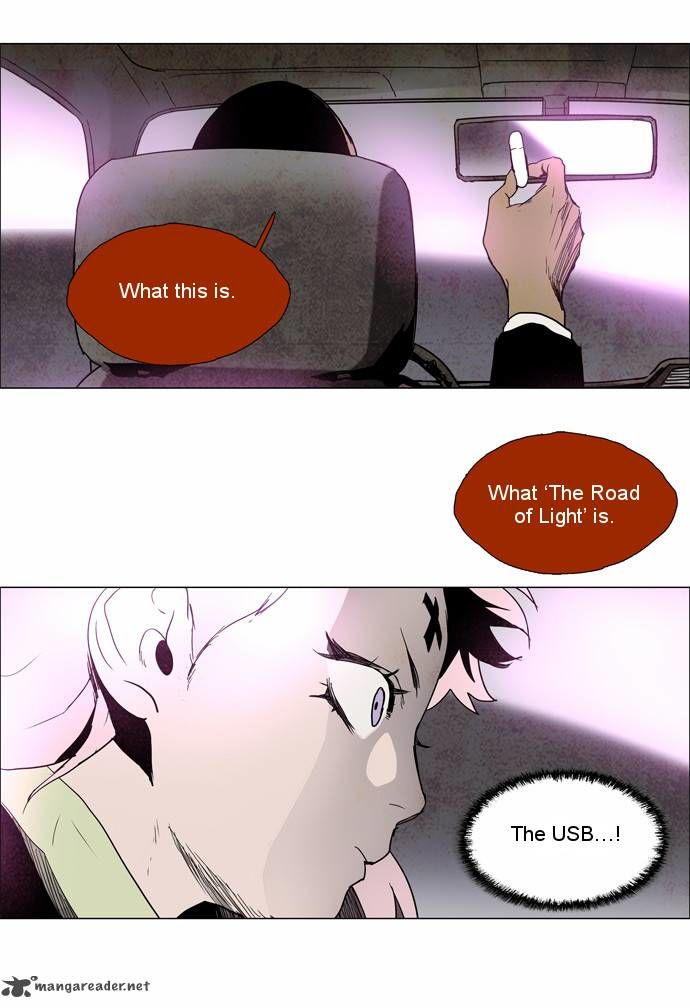 What this is.
What ‘The Road
of Light’ is.
The USB...!
mangareader.net